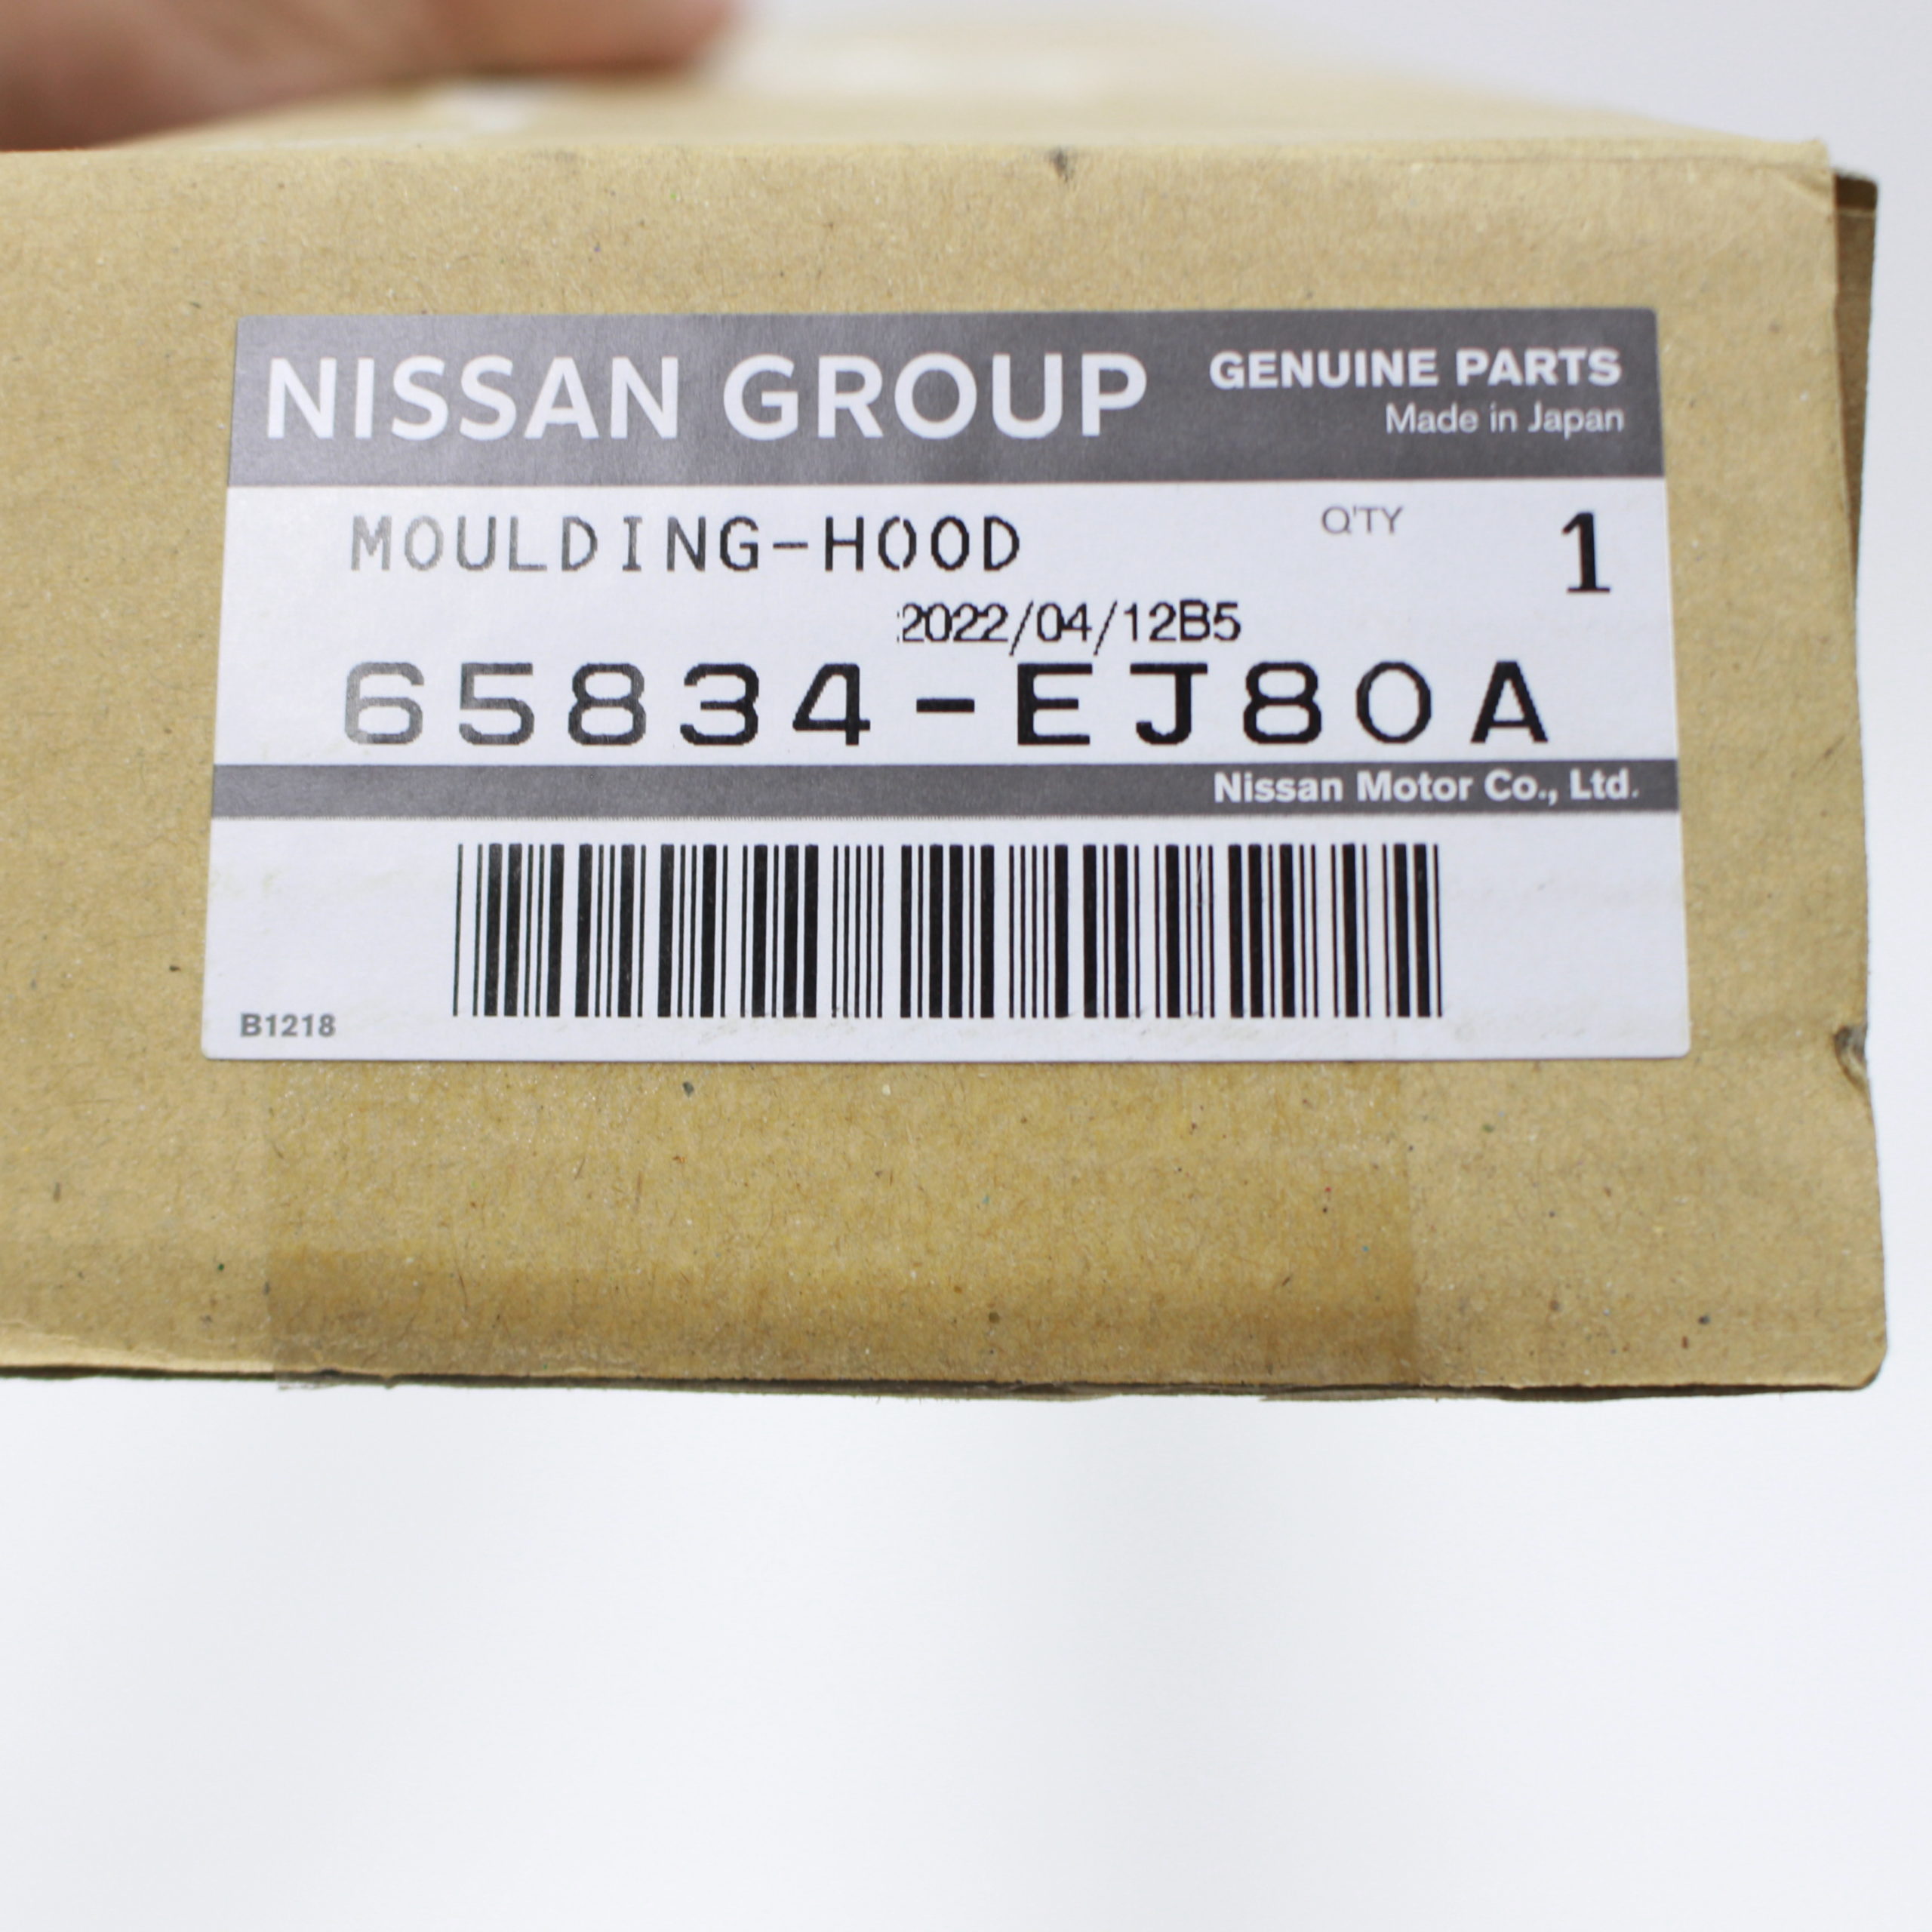 NISSAN GROUP
GENUINE PARTS
Made in Japan
MOULDING-HOOD
Q'TY 1
2022/04/12B5
65834-EJ80A
Nissan Motor Co., Ltd.
B1218